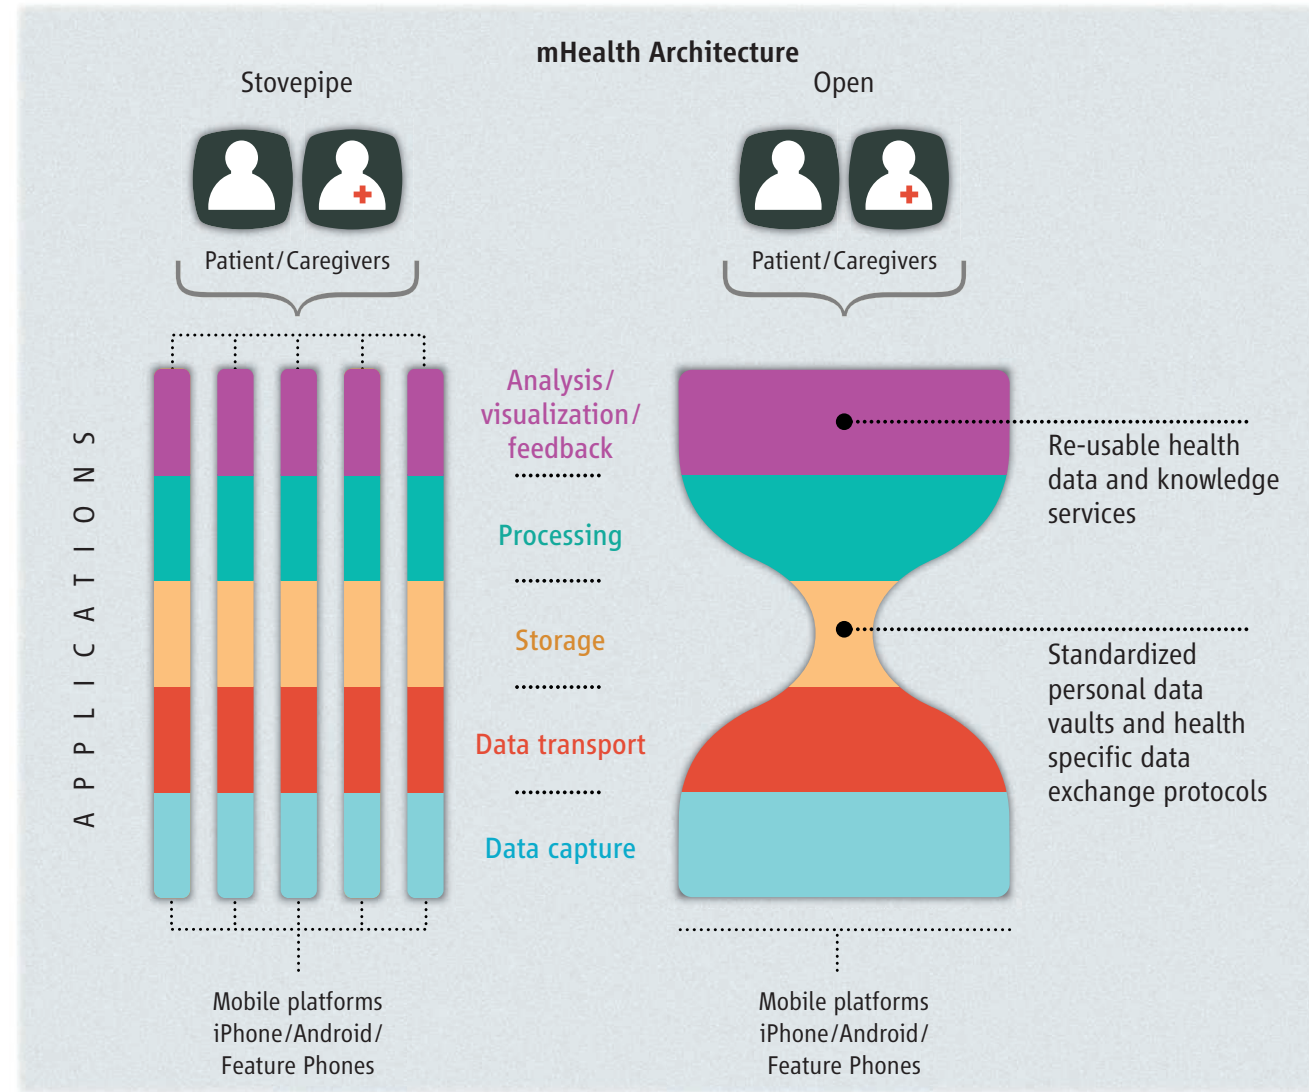 mHealth Architecture
Stovepipe
Open
Patient/Caregivers
Patient/Caregivers
APPLICATIONS
Analysis/
visualization/
feedback
Processing
Storage
Data transport
Data capture
Re-usable health
data and knowledge
services
Standardized
personal data
vaults and health
specific data
exchange protocols
Mobile platforms
iPhone/Android/
Feature Phones
Mobile platforms
iPhone/Android/
Feature Phones